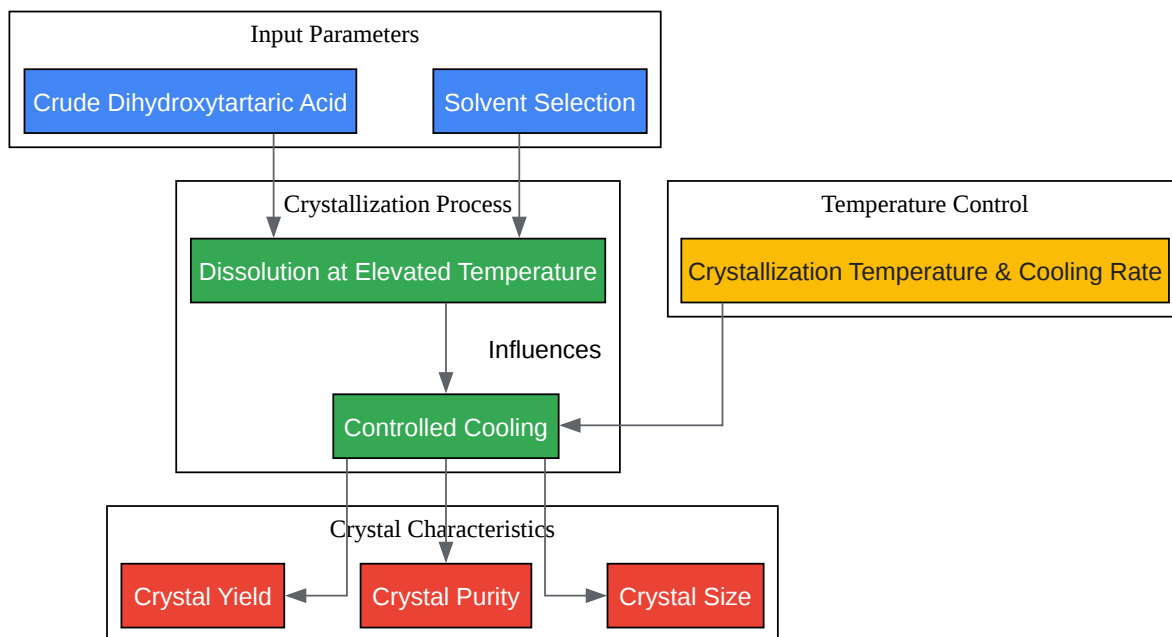 Input Parameters
Crude Dihydroxytartaric Acid
Solvent Selection
Crystallization Process
Temperature Control
Dissolution at Elevated Temperature
Crystallization Temperature & Cooling Rate
Influences
Controlled Cooling
Crystal Characteristics
Crystal Yield
Crystal Purity
Crystal Size